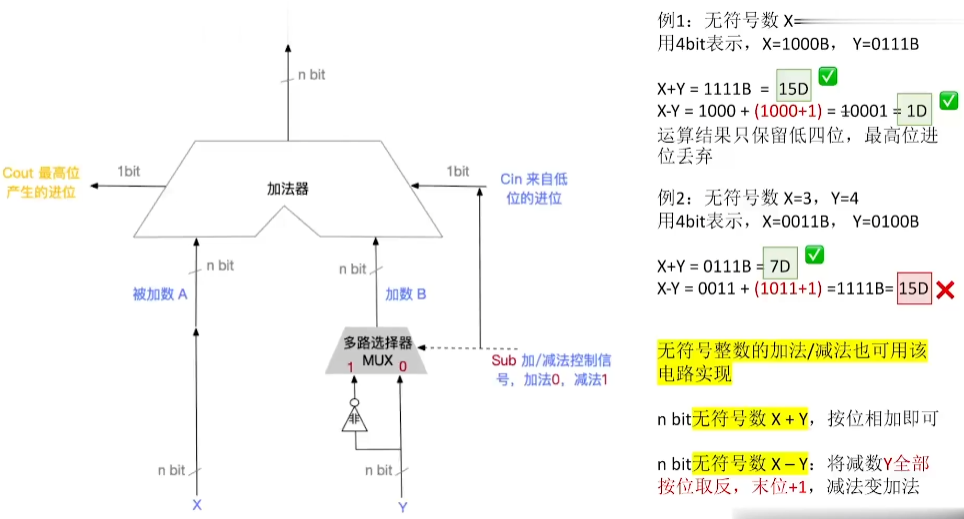 n bit
Cout 最高位
产生的进位
1bit
加法器
1bit
Cin 来自低
位的进位
n bit
n bit
被加数 A
加数 B
多路选择器
MUX
1
0
Sub 加/减法控制信
号，加法0，减法1
非
n bit
n bit
X
Y
例1：无符号数 X=
用4bit表示，X=1000B， Y=0111B
X+Y = 1111B = 15D
X-Y = 1000 + (1000+1) = 10001 = 1D
运算结果只保留低四位，最高位进
位丢弃
例2：无符号数 X=3，Y=4
用4bit表示，X=0011B， Y=0100B
X+Y = 0111B = 7D
X-Y = 0011 + (1011+1) =1111B= 15D
无符号整数的加法/减法也可用该
电路实现
n bit无符号数 X + Y，按位相加即可
n bit无符号数 X – Y：将减数Y全部
按位取反，末位+1，减法变加法